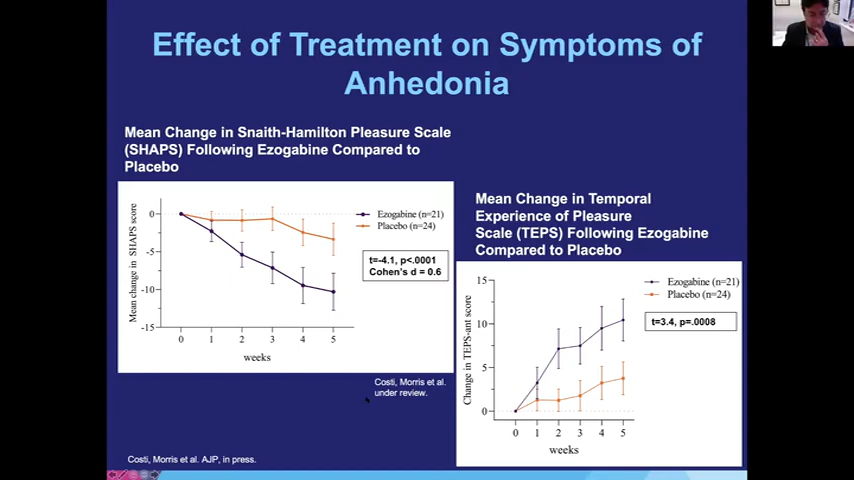 Effect of Treatment on Symptoms of
Anhedonia
Mean Change in Snaith-Hamilton Pleasure Scale
(SHAPS) Following Ezogabine Compared to
Placebo
Mean change in SHAPS score
0
-5
-10
-15
0 1 2 3 4 5
weeks
Ezogabine (n=21)
Placebo (n=24)
t=-4.1, p<.0001
Cohen's d = 0.6
Costi, Morris et al.
under review.
Mean Change in Temporal
Experience of Pleasure
Scale (TEPS) Following Ezogabine
Compared to Placebo
Change in TEPS-ant score
15
10
5
0
0 1 2 3 4 5
weeks
Ezogabine (n=21)
Placebo (n=24)
t=3.4, p=.0008
Costi, Morris et al. AJP, in press.